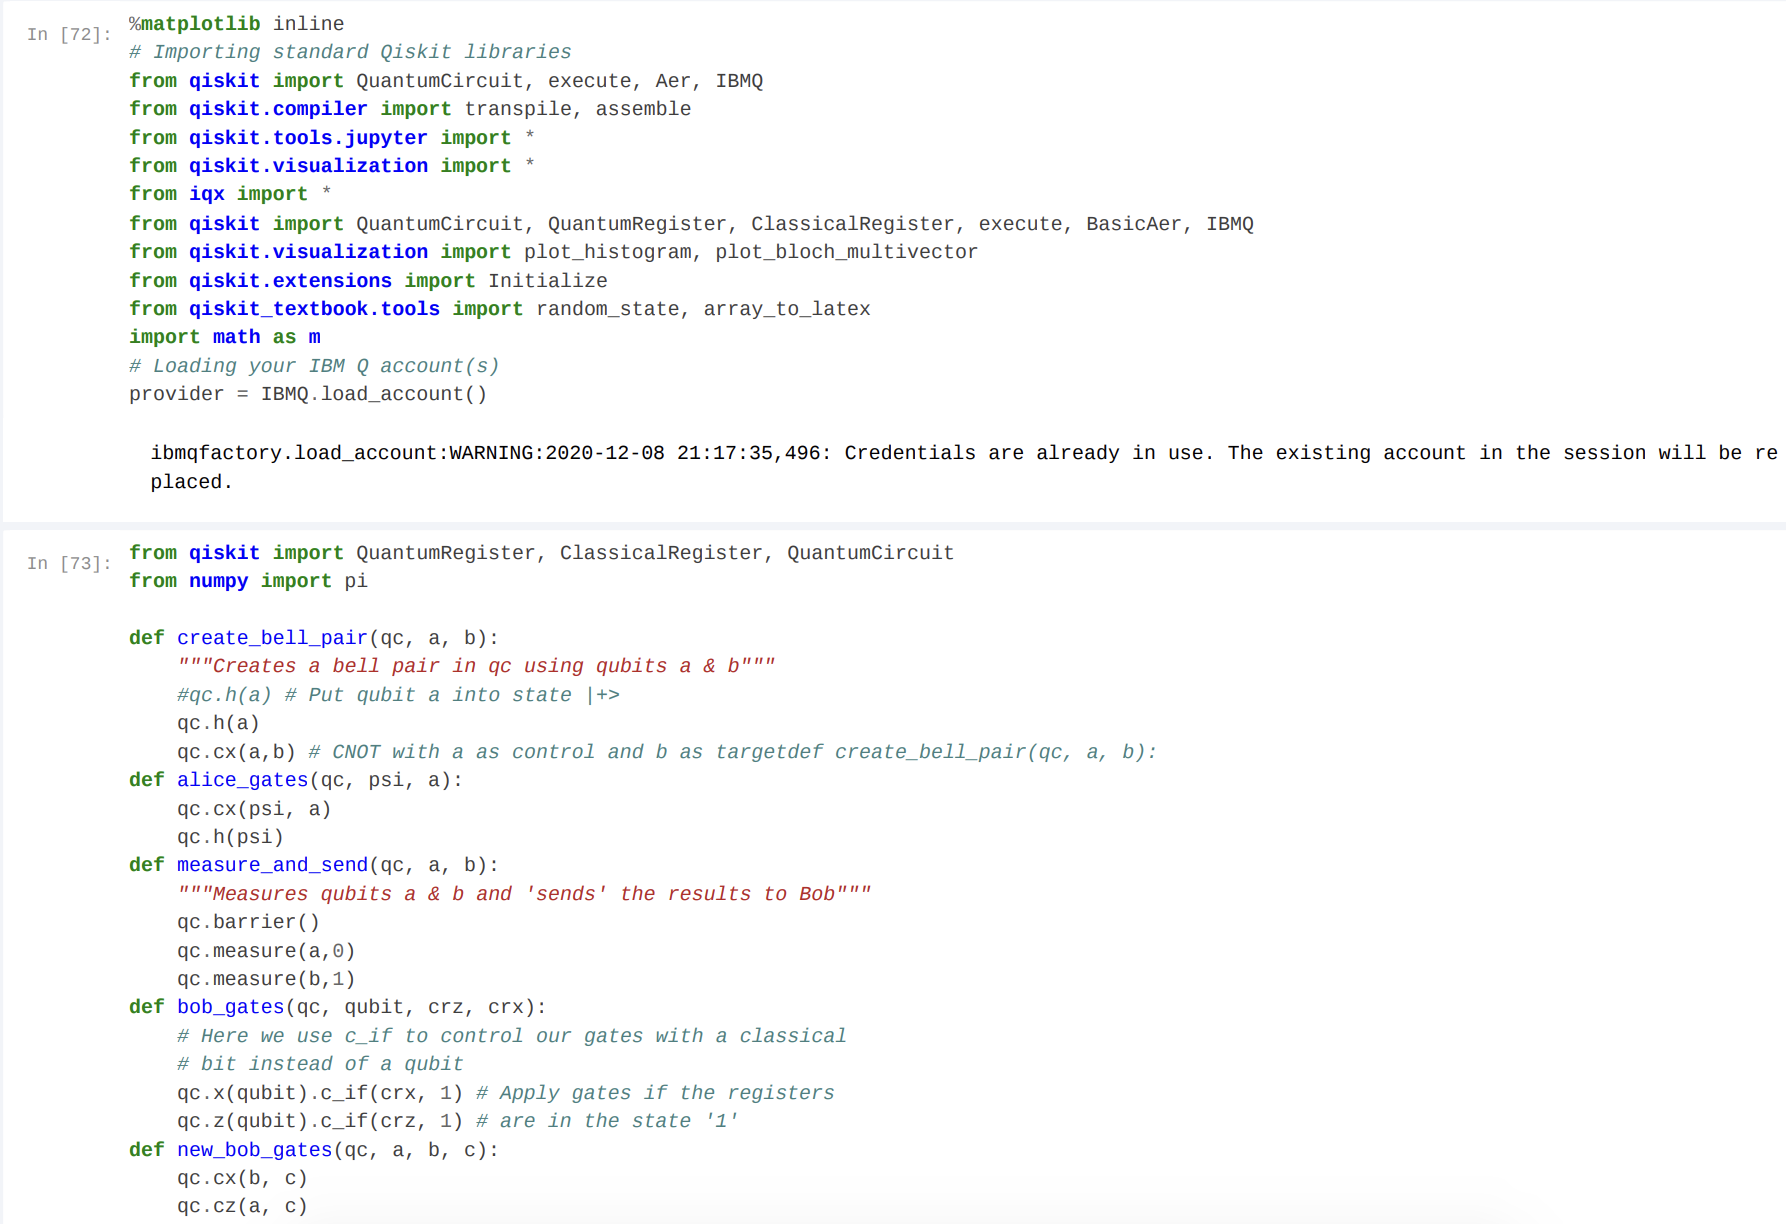 In [72]:
%matplotlib inline
# Importing standard Qiskit libraries
from qiskit import QuantumCircuit, execute, Aer, IBMQ
from qiskit.compiler import transpile, assemble
from qiskit.tools.jupyter import *
from qiskit.visualization import *
from iqx import *
from qiskit import QuantumCircuit, QuantumRegister, ClassicalRegister, execute, BasicAer, IBMQ
from qiskit.visualization import plot_histogram, plot_bloch_multivector
from qiskit.extensions import Initialize
from qiskit_textbook.tools import random_state, array_to_latex
import math as m
# Loading your IBM Q account(s)
provider = IBMQ.load_account()
ibmqfactory.load_account:WARNING:2020-12-08 21:17:35,496: Credentials are already in use. The existing account in the session will be re
placed.
In [73]:
from qiskit import QuantumRegister, ClassicalRegister, QuantumCircuit
from numpy import pi
def create_bell_pair(qc, a, b):
    """Creates a bell pair in qc using qubits a & b"""
    #qc.h(a) # Put qubit a into state |+>
    qc.h(a)
    qc.cx(a,b) # CNOT with a as control and b as targetdef create_bell_pair(qc, a, b):
def alice_gates(qc, psi, a):
    qc.cx(psi, a)
    qc.h(psi)
def measure_and_send(qc, a, b):
    """Measures qubits a & b and 'sends' the results to Bob"""
    qc.barrier()
    qc.measure(a,0)
    qc.measure(b,1)
def bob_gates(qc, qubit, crz, crx):
    # Here we use c_if to control our gates with a classical
    # bit instead of a qubit
    qc.x(qubit).c_if(crx, 1) # Apply gates if the registers
    qc.z(qubit).c_if(crz, 1) # are in the state '1'
def new_bob_gates(qc, a, b, c):
    qc.cx(b, c)
    qc.cz(a, c)